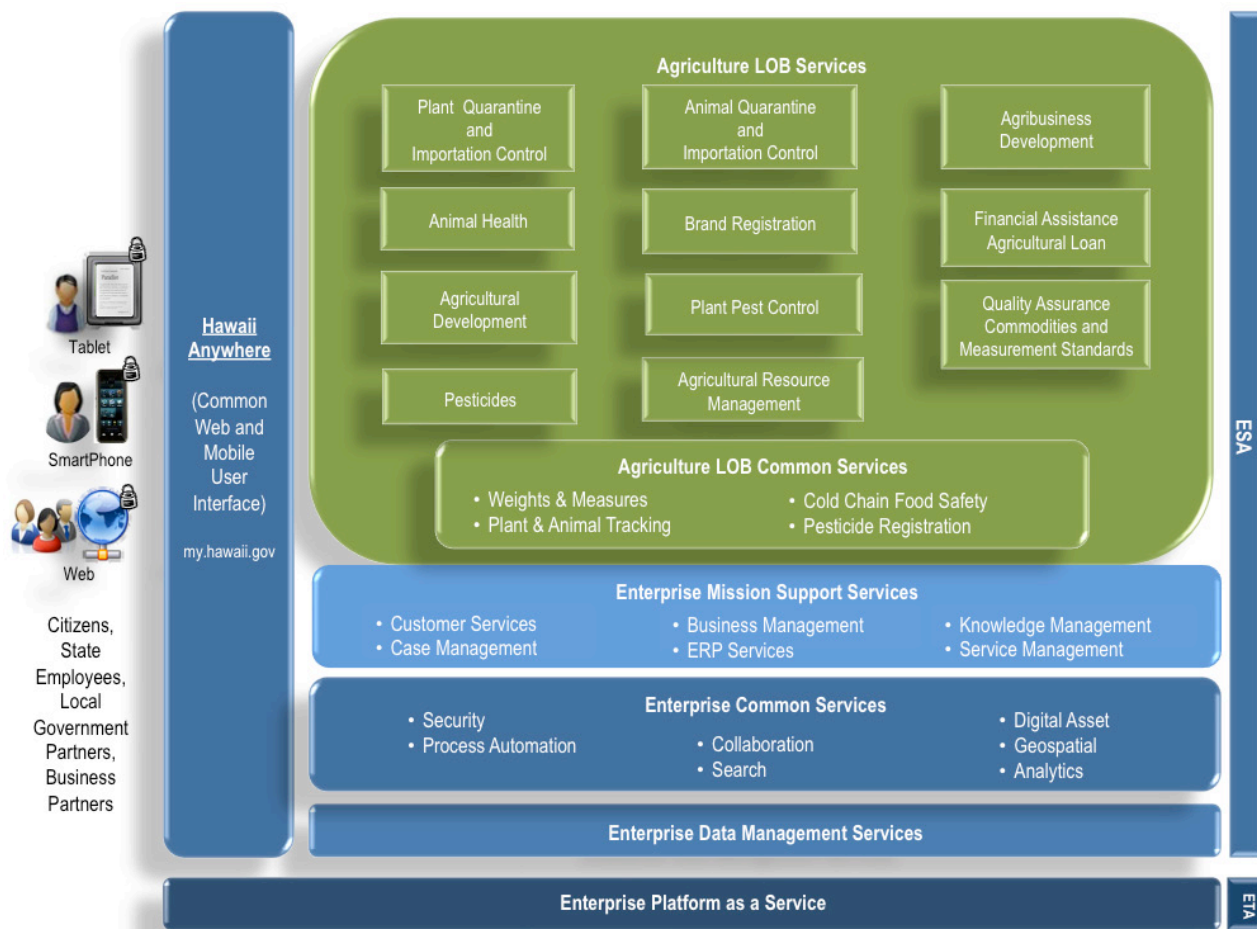 Tablet
SmartPhone
Web
Citizens,
State
Employees,
Local
Government
Partners,
Business
Partners
Hawaii
Anywhere
(Common
Web and
Mobile
User
Interface)
my.hawaii.gov
Agriculture LOB Services
Plant Quarantine
and
Importation Control
Animal Quarantine
and
Importation Control
Agribusiness
Development
Animal Health
Brand Registration
Financial Assistance
Agricultural Loan
Agricultural
Development
Plant Pest Control
Quality Assurance
Commodities and
Measurement Standards
Pesticides
Agricultural Resource
Management
Agriculture LOB Common Services
• Weights & Measures
• Plant & Animal Tracking
• Cold Chain Food Safety
• Pesticide Registration
Enterprise Mission Support Services
• Customer Services
• Case Management
• Business Management
• ERP Services
• Knowledge Management
• Service Management
Enterprise Common Services
• Security
• Process Automation
• Collaboration
• Search
• Digital Asset
• Geospatial
• Analytics
Enterprise Data Management Services
Enterprise Platform as a Service
ESA
ETA